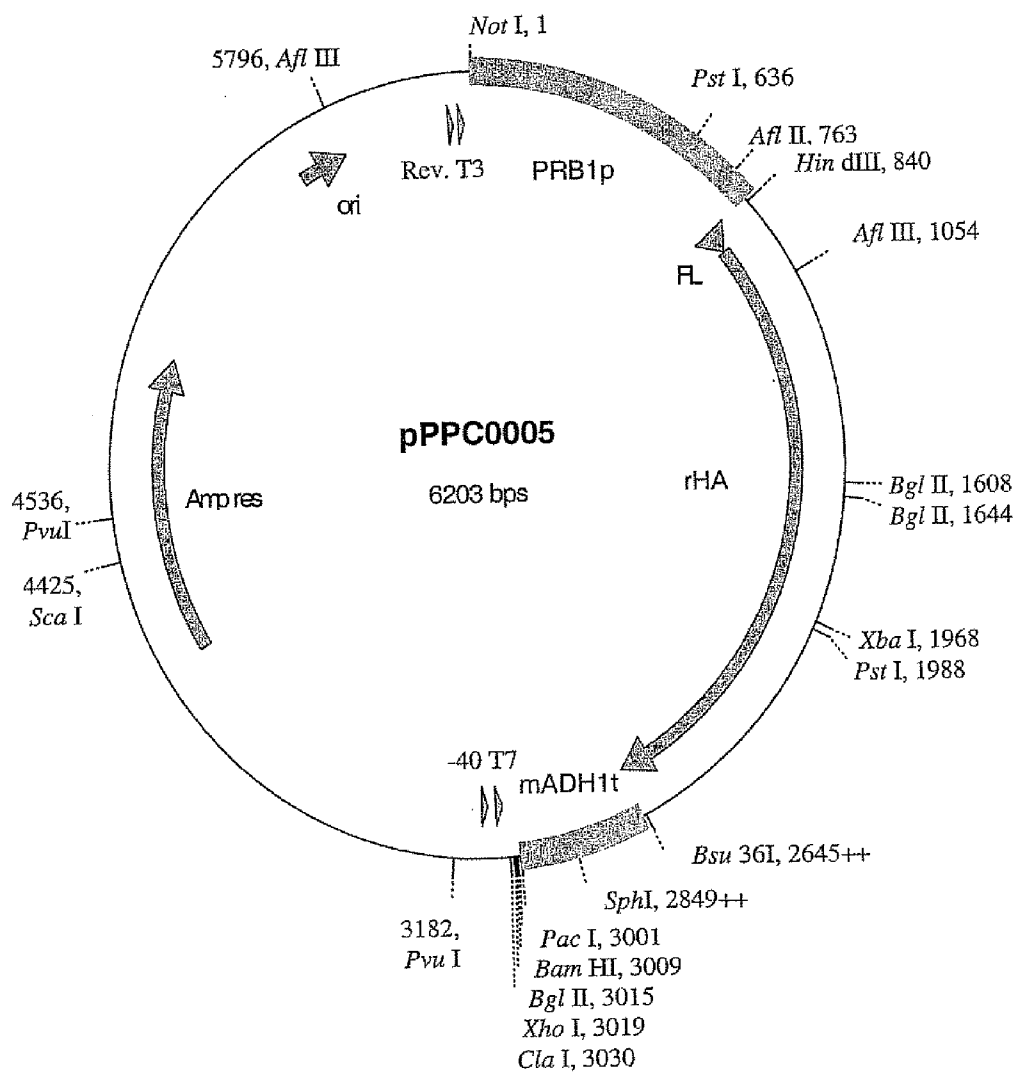 Not I, 1
5796, Afl III
Pst I, 636
Afl II, 763
Hin dIII, 840
Rev. T3
PRB1p
ori
Afl III, 1054
FL
pPPC0005
6203 bps
rHA
Amp res
Bgl II, 1608
Bgl II, 1644
4536,
PvuI
4425,
Sca I
Xba I, 1968
Pst I, 1988
-40 T7
mADH1t
Bsu 36I, 2645++
SphI, 2849++
3182,
Pvu I
Pac I, 3001
Bam HI, 3009
Bgl II, 3015
Xho I, 3019
Cla I, 3030